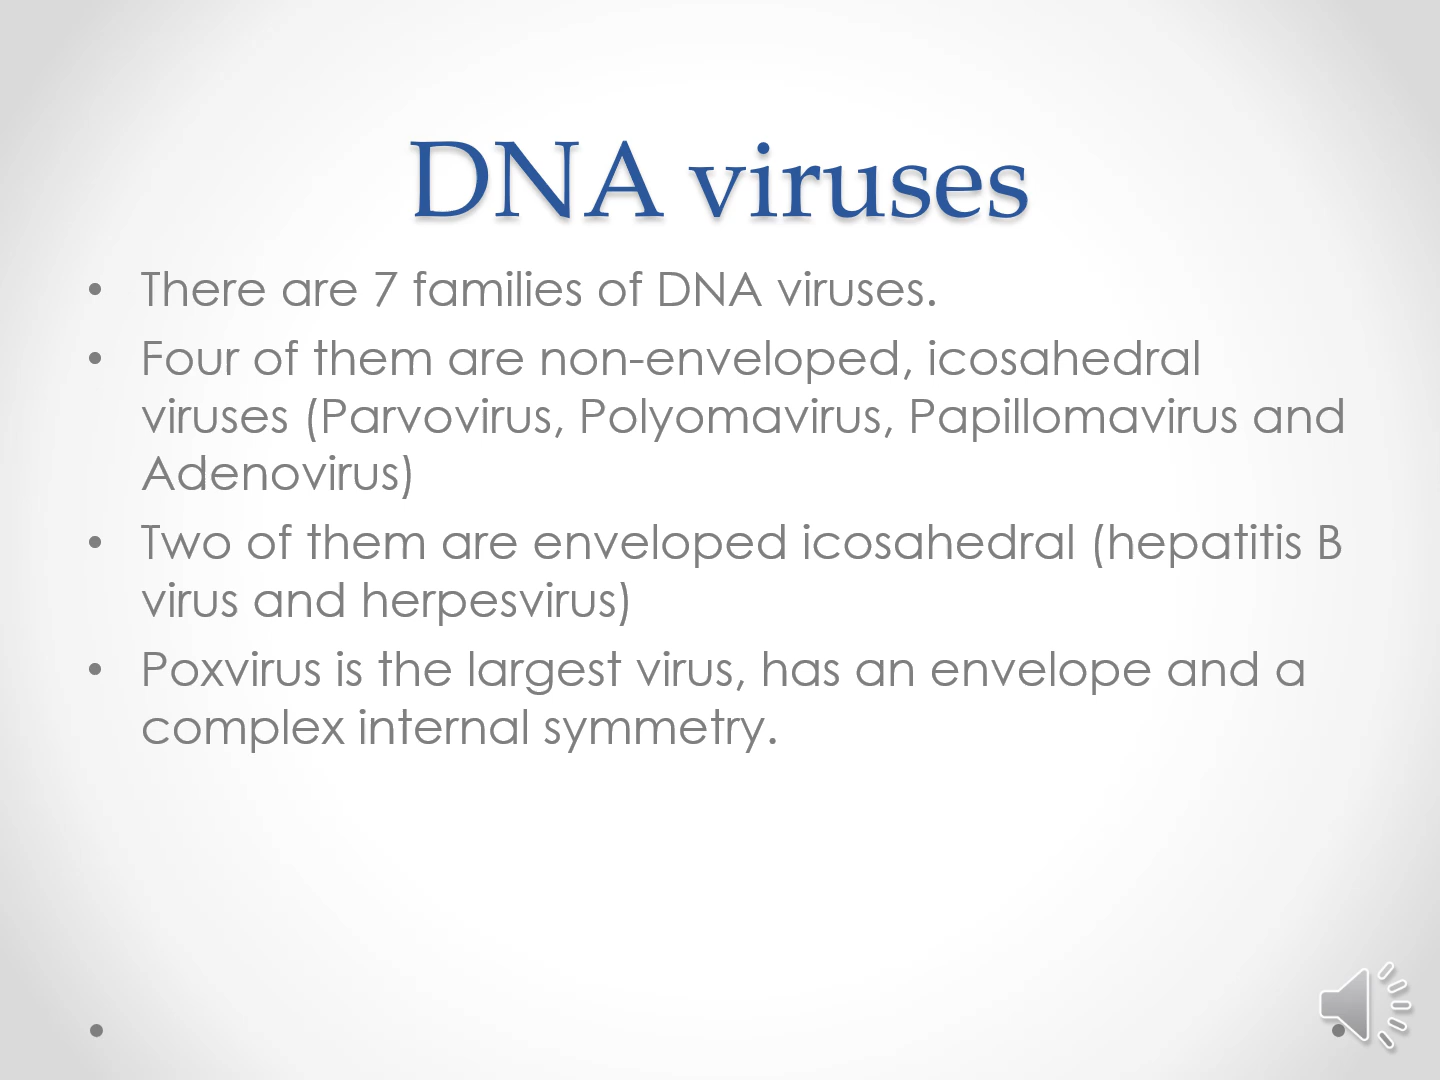 DNA viruses
• There are 7 families of DNA viruses.
• Four of them are non-enveloped, icosahedral
viruses (Parvovirus, Polyomavirus, Papillomavirus and
Adenovirus)
• Two of them are enveloped icosahedral (hepatitis B
virus and herpesvirus)
• Poxvirus is the largest virus, has an envelope and a
complex internal symmetry.